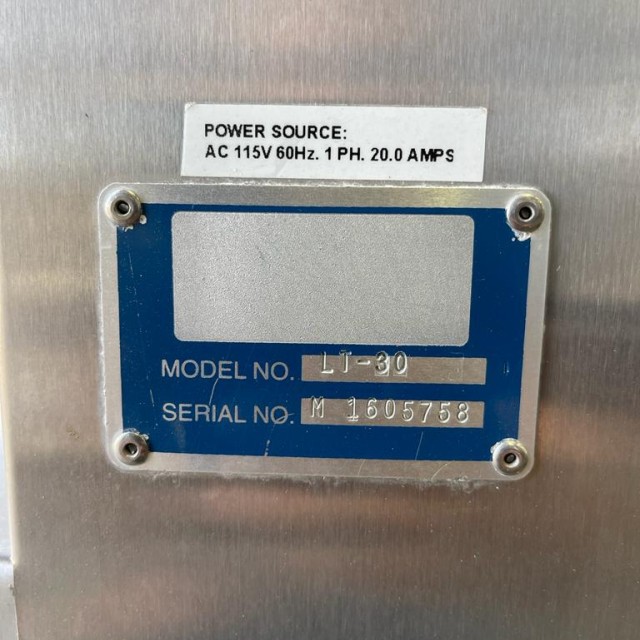 POWER SOURCE:
AC 115V 60Hz. 1 PH. 20.0 AMPS
MODEL NO. LT-30
SERIAL NO. M 1605758